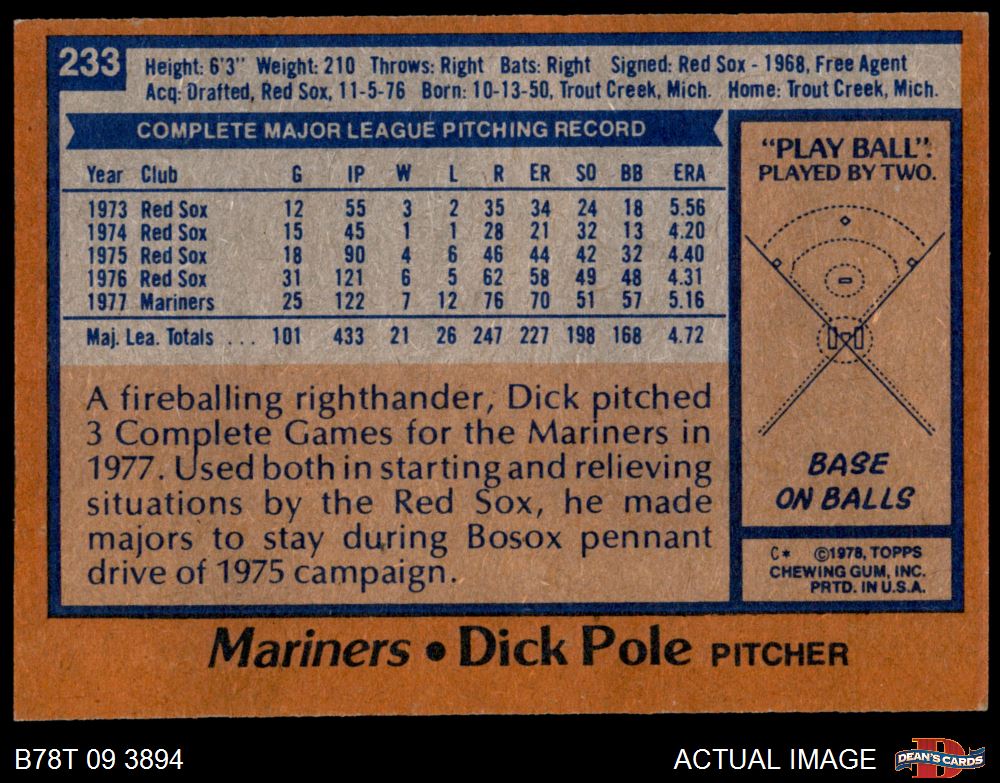 233
Height: 6'3" Weight: 210 Throws: Right Bats: Right Signed: Red Sox - 1968, Free Agent
Acq: Drafted, Red Sox, 11-5-76 Born: 10-13-50, Trout Creek, Mich. Home: Trout Creek, Mich.
COMPLETE MAJOR LEAGUE PITCHING RECORD
Year Club G IP W L R ER SO BB ERA
1973 Red Sox 12 55 3 2 35 34 24 18 5.56
1974 Red Sox 15 45 1 1 28 21 32 13 4.20
1975 Red Sox 18 90 4 6 46 44 42 32 4.40
1976 Red Sox 31 121 6 5 62 58 49 48 4.31
1977 Mariners 25 122 7 12 76 70 51 57 5.16
Maj. Lea. Totals . . . 101 433 21 26 247 227 198 168 4.72
A fireballing righthander, Dick pitched
3 Complete Games for the Mariners in
1977. Used both in starting and relieving
situations by the Red Sox, he made
majors to stay during Bosox pennant
drive of 1975 campaign.
"PLAY BALL":
PLAYED BY TWO.
BASE
ON BALLS
C* ©1978, TOPPS
CHEWING GUM, INC.
PRTD. IN U.S.A.
Mariners • Dick Pole PITCHER
B78T 09 3894
ACTUAL IMAGE
D
DEAN'S CARDS